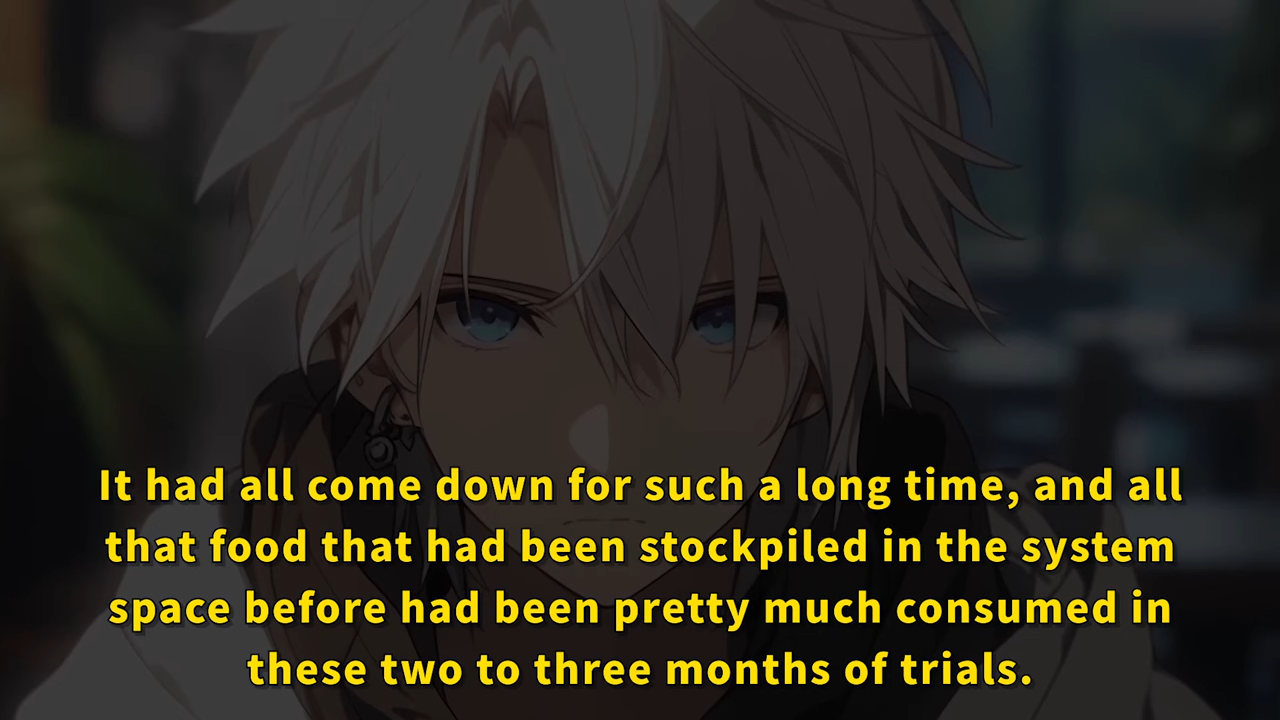 It had all come down for such a long time, and all
that food that had been stockpiled in the system
space before had been pretty much consumed in
these two to three months of trials.